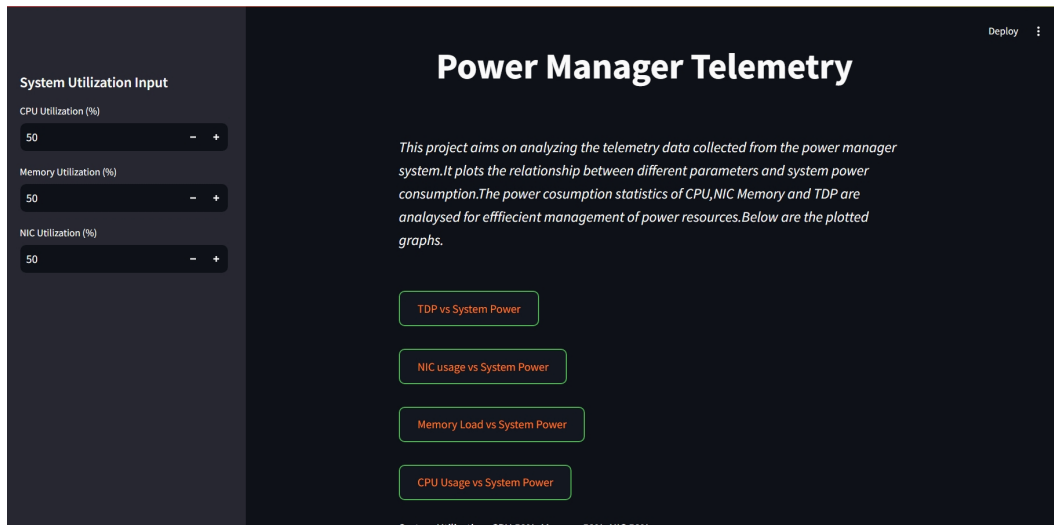 Deploy
System Utilization Input
CPU Utilization (%)
50
Memory Utilization (%)
50
NIC Utilization (%)
50
Power Manager Telemetry
This project aims on analyzing the telemetry data collected from the power manager
system.It plots the relationship between different parameters and system power
consumption.The power cosumption statistics of CPU,NIC Memory and TDP are
analaysed for efffiecient management of power resources.Below are the plotted
graphs.
TDP vs System Power
NIC usage vs System Power
Memory Load vs System Power
CPU Usage vs System Power